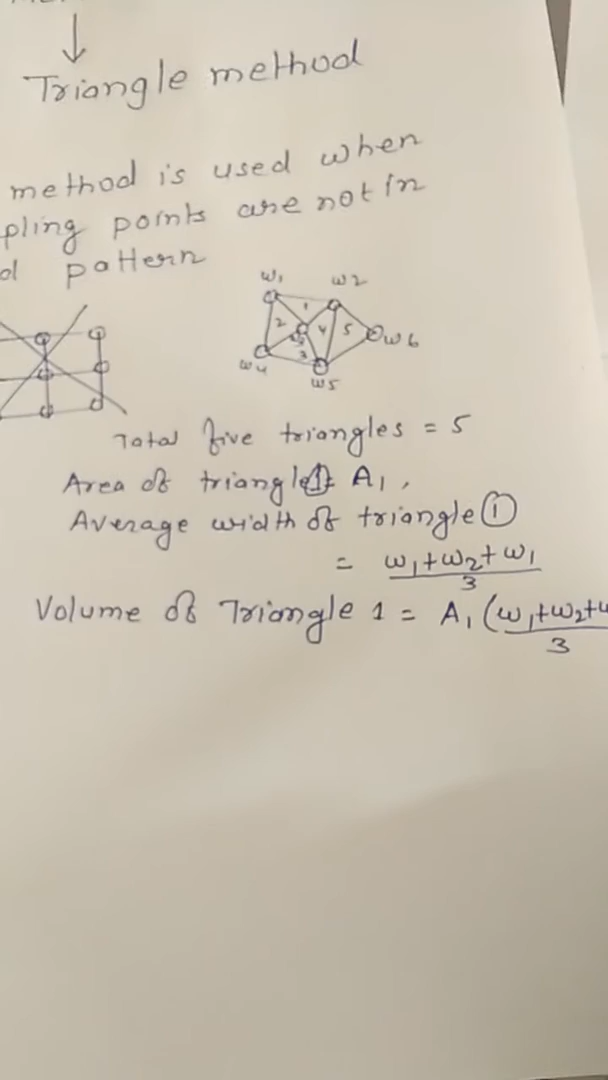 Triangle method
method is used when
pling points are not in
d pattern
w1 w2
1
2 4 5 w6
3
w4
w5
Total five triangles = 5
Area of triangle ① A1,
Average width of triangle ①
= w1+w2+w1
3
Volume of Triangle 1 = A1 (w1+w2+w
3